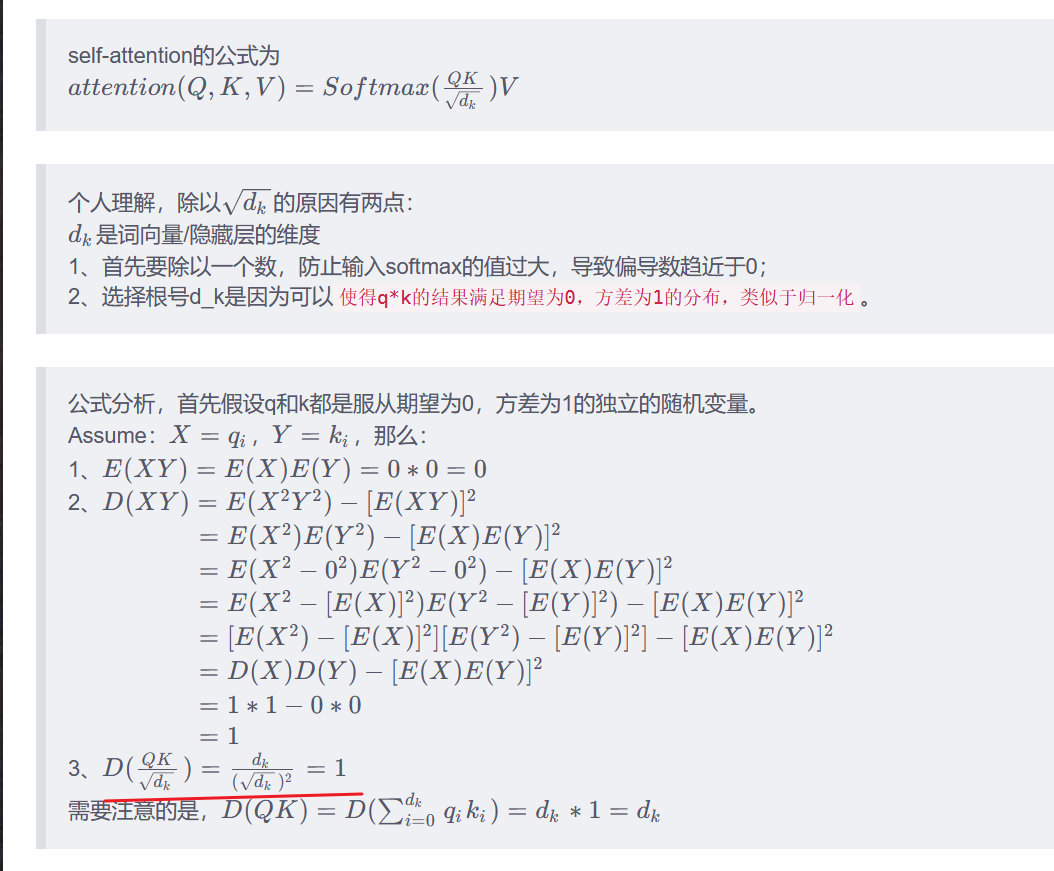 self-attention的公式为
attention(Q, K, V) = Softmax(\frac{QK}{\sqrt{d_k}})V
个人理解，除以\sqrt{d_k}的原因有两点：
d_k是词向量/隐藏层的维度
1、首先要除以一个数，防止输入softmax的值过大，导致偏导数趋近于0；
2、选择根号d_k是因为可以 使得q*k的结果满足期望为0，方差为1的分布，类似于归一化 。
公式分析，首先假设q和k都是服从期望为0，方差为1的独立的随机变量。
Assume：X = q_i，Y = k_i，那么：
1、E(XY) = E(X)E(Y) = 0 * 0 = 0
2、D(XY) = E(X^2Y^2) − [E(XY)]^2
= E(X^2)E(Y^2) − [E(X)E(Y)]^2
= E(X^2 − 0^2)E(Y^2 − 0^2) − [E(X)E(Y)]^2
= E(X^2 − [E(X)]^2)E(Y^2 − [E(Y)]^2) − [E(X)E(Y)]^2
= [E(X^2) − [E(X)]^2][E(Y^2) − [E(Y)]^2] − [E(X)E(Y)]^2
= D(X)D(Y) − [E(X)E(Y)]^2
= 1 * 1 − 0 * 0
= 1
3、D(\frac{QK}{\sqrt{d_k}}) = \frac{d_k}{(\sqrt{d_k})^2} = 1
需要注意的是，D(QK) = D(\sum_{i=0}^{d_k} q_i k_i) = d_k * 1 = d_k